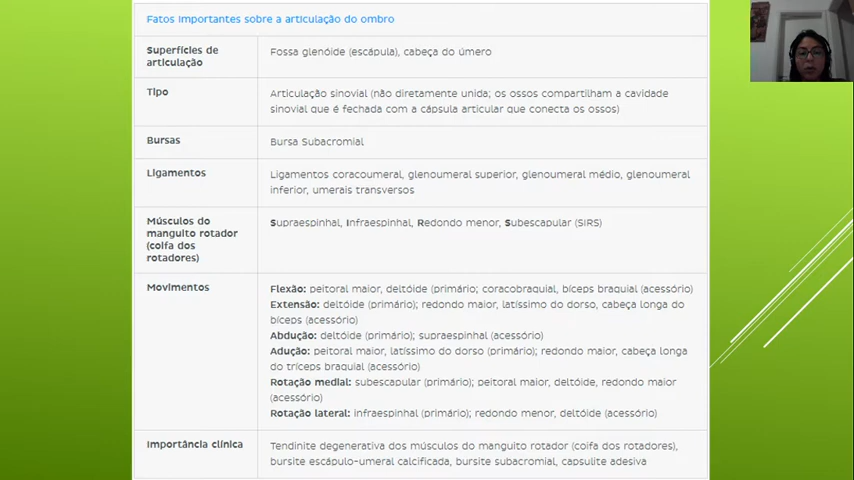 Fatos importantes sobre a articulação do ombro
Superfícies de
articulação
Fossa glenóide (escápula), cabeça do úmero
Tipo
Articulação sinovial (não diretamente unida; os ossos compartilham a cavidade
sinovial que é fechada com a cápsula articular que conecta os ossos)
Bursas
Bursa Subacromial
Ligamentos
Ligamentos coracoumeral, glenoumeral superior, glenoumeral médio, glenoumeral
inferior, umerais transversos
Músculos do
manguito rotador
(coifa dos
rotadores)
Supraespinhal, Infraespinhal, Redondo menor, Subescapular (SIRS)
Movimentos
Flexão: peitoral maior, deltóide (primário; coracobraquial, bíceps braquial (acessório)
Extensão: deltóide (primário); redondo maior, latíssimo do dorso, cabeça longa do
bíceps (acessório)
Abdução: deltóide (primário); supraespinhal (acessório)
Adução: peitoral maior, latíssimo do dorso (primário); redondo maior, cabeça longa
do tríceps braquial (acessório)
Rotação medial: subescapular (primário); peitoral maior, deltóide, redondo maior
(acessório)
Rotação lateral: infraespinhal (primário); redondo menor, deltóide (acessório)
Importância clínica
Tendinite degenerativa dos músculos do manguito rotador (coifa dos rotadores),
bursite escápulo-umeral calcificada, bursite subacromial, capsulite adesiva